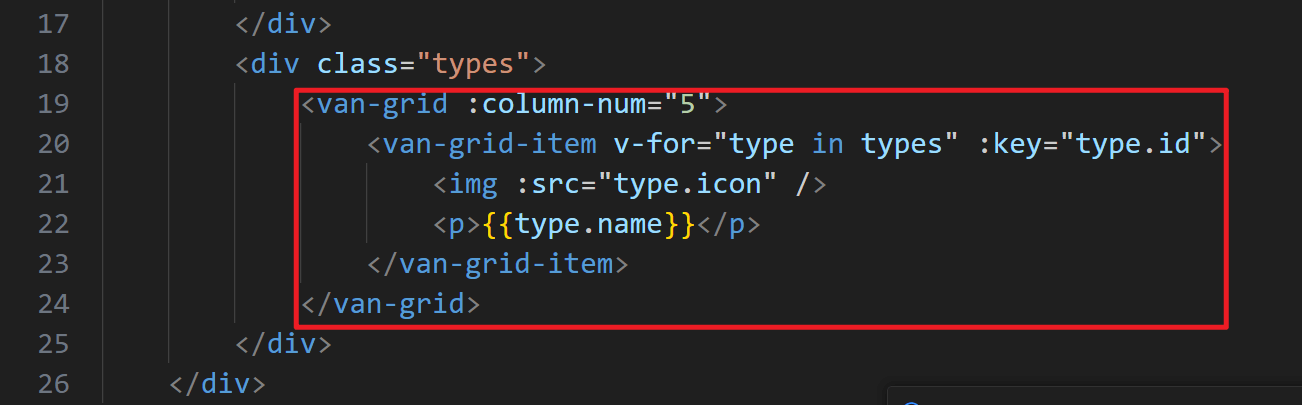 17 </div>
18 <div class="types">
19 <van-grid :column-num="5">
20 <van-grid-item v-for="type in types" :key="type.id">
21 <img :src="type.icon" />
22 <p>{{type.name}}</p>
23 </van-grid-item>
24 </van-grid>
25 </div>
26 </div>